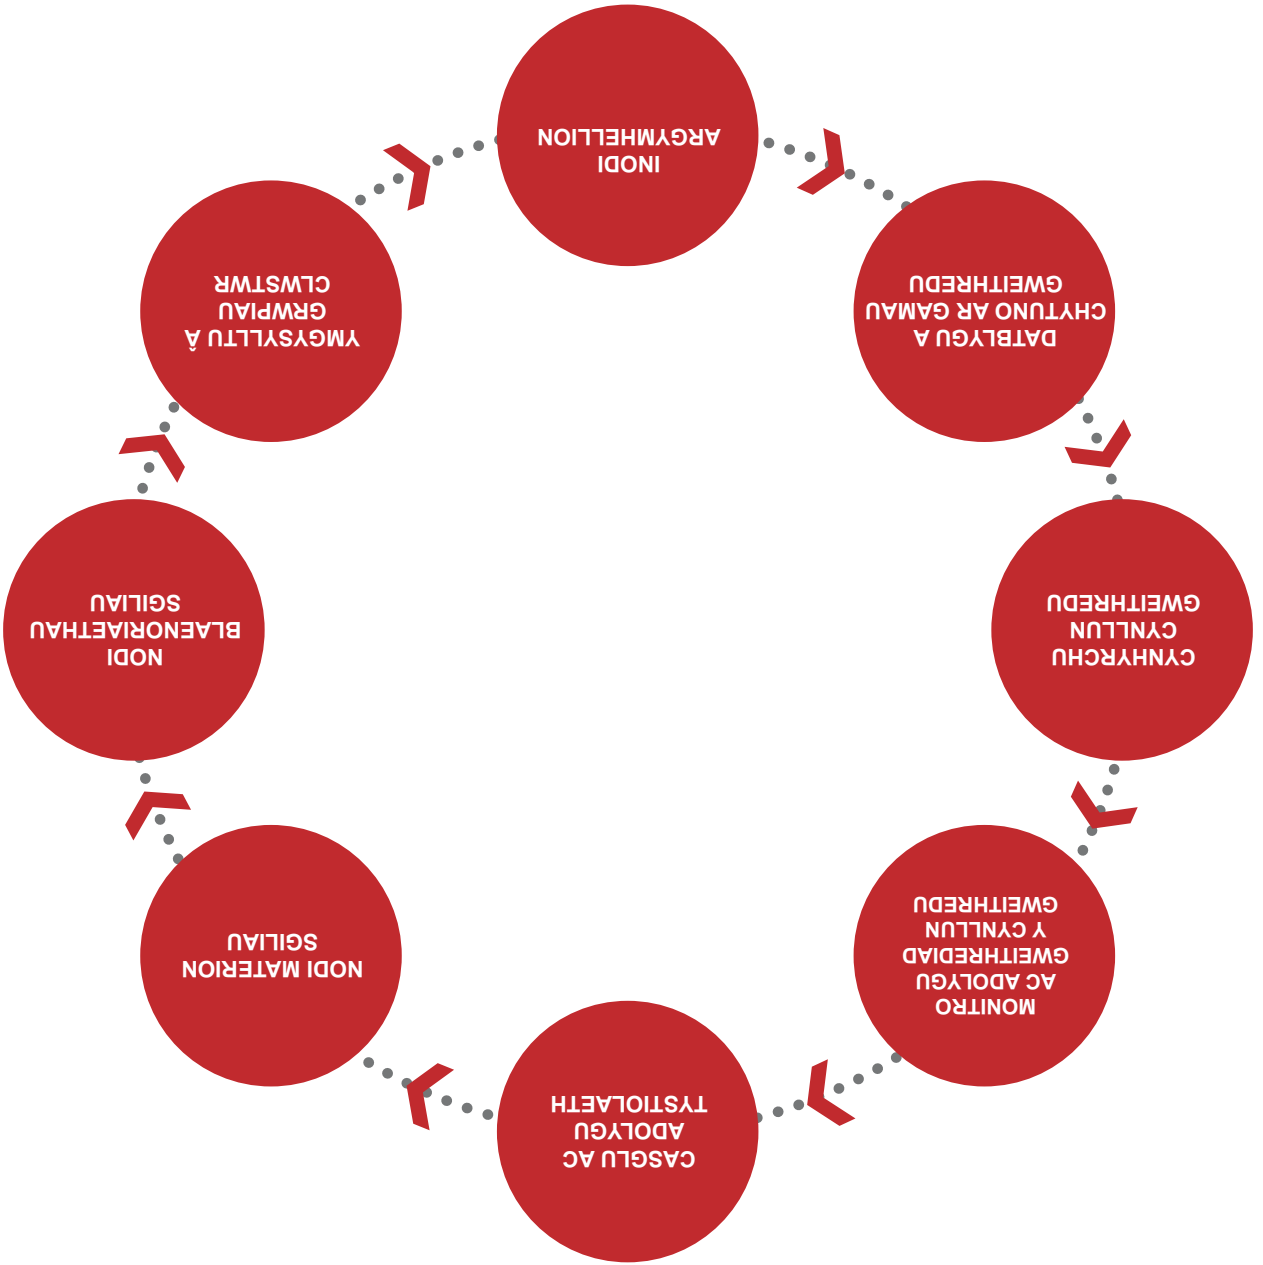 CASGLU AC
ADOLYGU
TYSTIOLAETH
NODI MATERION
SGILIAU
NODI
BLAENORIAETHAU
SGILIAU
YMGYSYLLTU Â
GRWPIAU
CLWSTWR
INODI
ARGYMHELLION
DATBLYGU A
CHYTUNO AR GAMAU
GWEITHREDU
CYNHYRCHU
CYNLLUN
GWEITHREDU
MONITRO
AC ADOLYGU
GWEITHREDIAD
Y CYNLLUN
GWEITHREDU